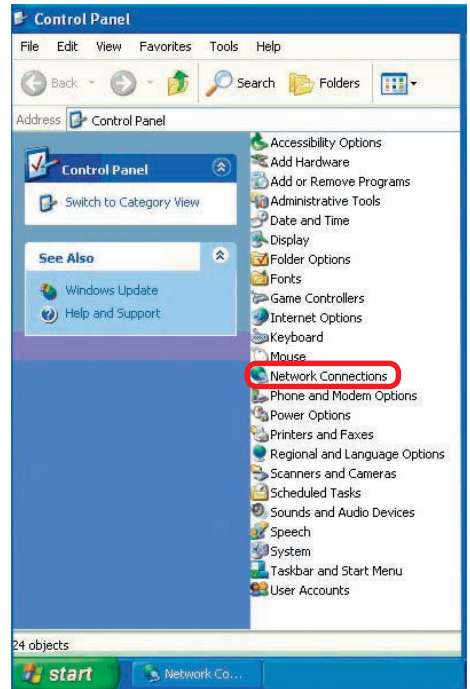 Control Panel
File Edit View Favorites Tools Help
Back Search Folders
Address Control Panel
Control Panel
Switch to Category View
See Also
Windows Update
Help and Support
Accessibility Options
Add Hardware
Add or Remove Programs
Administrative Tools
Date and Time
Display
Folder Options
Fonts
Game Controllers
Internet Options
Keyboard
Mouse
Network Connections
Phone and Modem Options
Power Options
Printers and Faxes
Regional and Language Options
Scanners and Cameras
Scheduled Tasks
Sounds and Audio Devices
Speech
System
Taskbar and Start Menu
User Accounts
24 objects
start Network Co...